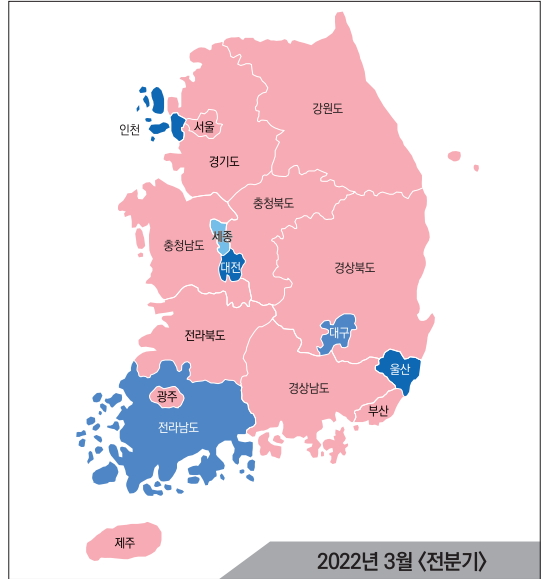 강원도
인천
서울
경기도
충청북도
충청남도
세종
대전
경상북도
대구
전라북도
울산
경상남도
광주
부산
전라남도
제주
2022년 3월 <전분기>